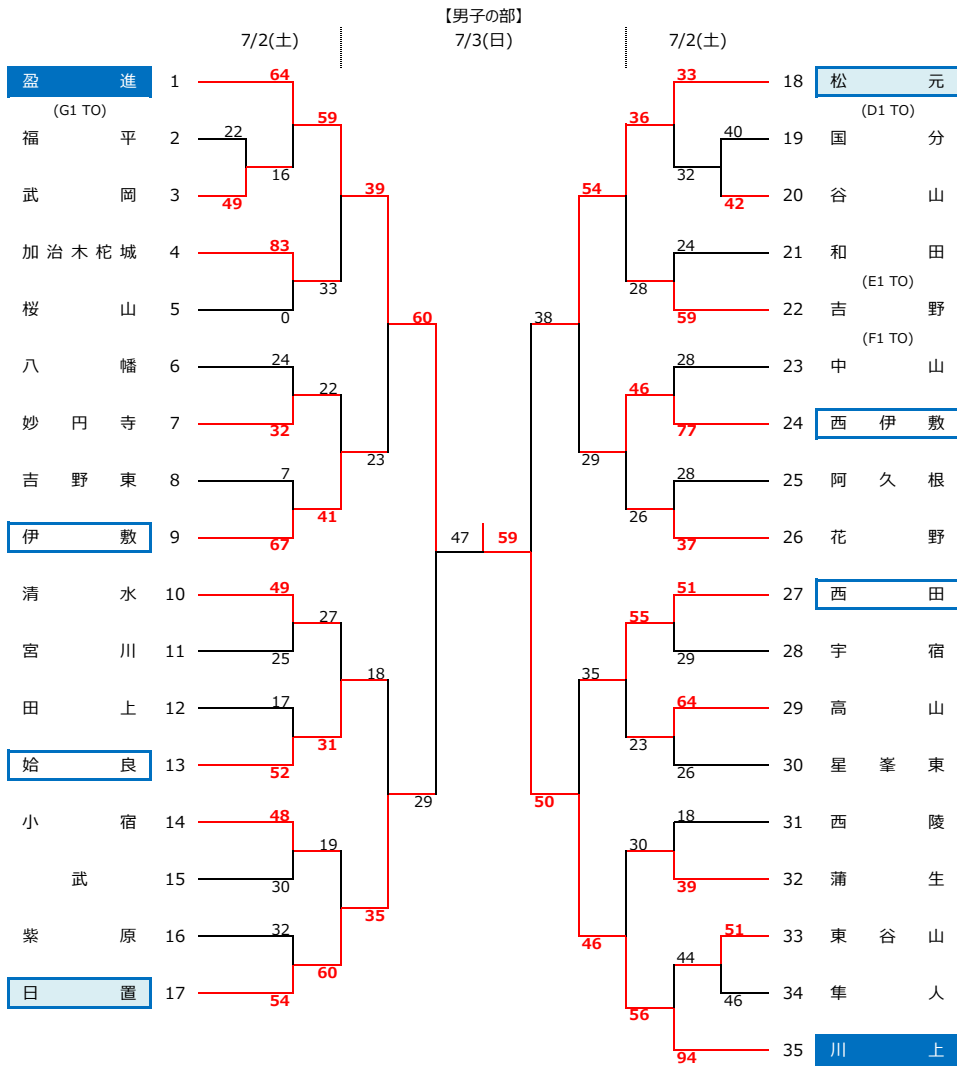 【男子の部】
7/2(土) 7/3(日) 7/2(土)
盈進 1 64 33 18 松元
(G1 TO) 59 36 (D1 TO)
福平 2 22 40 19 国分
16 32
武岡 3 49 39 54 42 20 谷山
加治木柁城 4 83 24 21 和田
33 28 (E1 TO)
桜山 5 0 60 38 59 22 吉野
(F1 TO)
八幡 6 24 28 23 中山
22 46
妙円寺 7 32 77 24 西伊敷
23 29
吉野東 8 7 28 25 阿久根
41 26
伊敷 9 67 47 59 37 26 花野
清水 10 49 51 27 西田
27 55
宮川 11 25 29 28 宇宿
18 35
田上 12 17 64 29 高山
31 23
姶良 13 52 26 30 星峯東
29 50
小宿 14 48 18 31 西陵
19 30
武 15 30 39 32 蒲生
35
紫原 16 32 46 51 33 東谷山
60 44
日置 17 54 46 34 隼人
56
94 35 川上